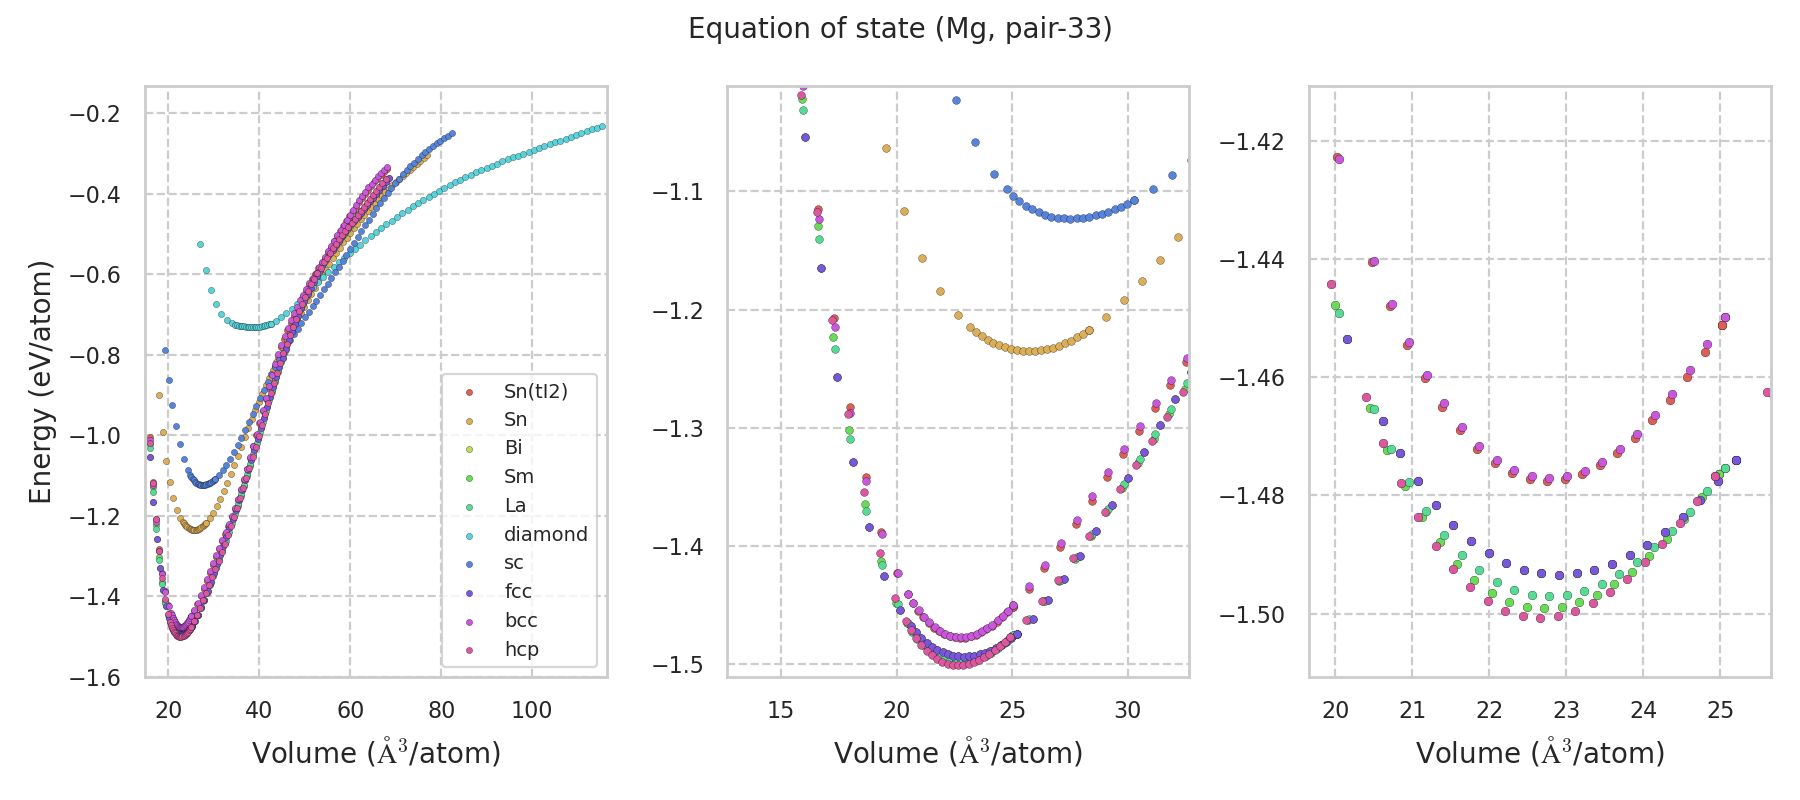 Equation of state (Mg, pair-33)
Energy (eV/atom)
−0.2
−0.4
−0.6
−0.8
−1.0
−1.2
−1.4
−1.6
20 40 60 80 100
Volume (Å³/atom)
Sn(tI2)
Sn
Bi
Sm
La
diamond
sc
fcc
bcc
hcp
−1.1
−1.2
−1.3
−1.4
−1.5
15 20 25 30
Volume (Å³/atom)
−1.42
−1.44
−1.46
−1.48
−1.50
20 21 22 23 24 25
Volume (Å³/atom)